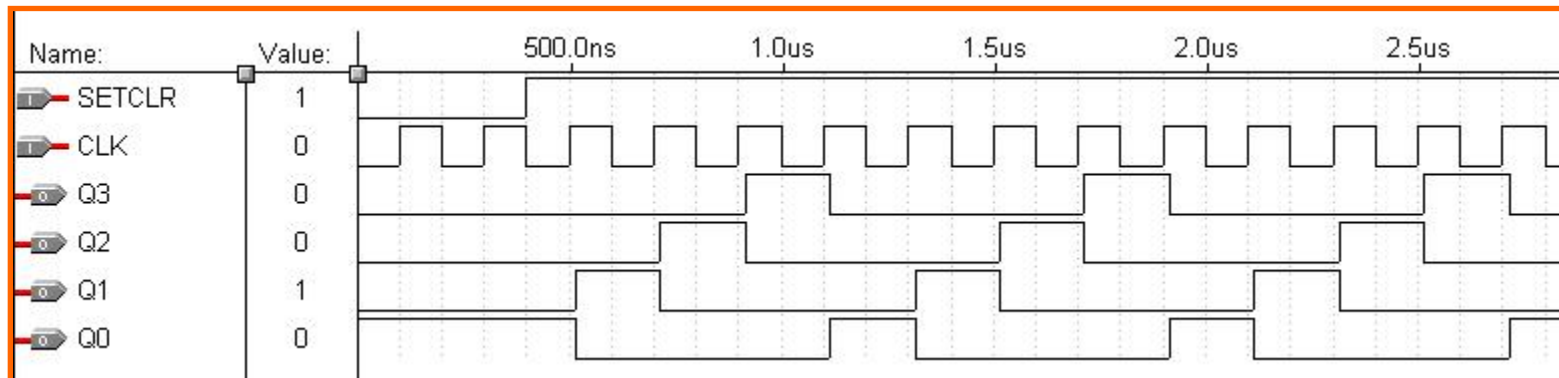 Name: Value: 500.0ns 1.0us 1.5us 2.0us 2.5us
I SETCLR 1
I CLK 0
O Q3 0
O Q2 0
O Q1 1
O Q0 0